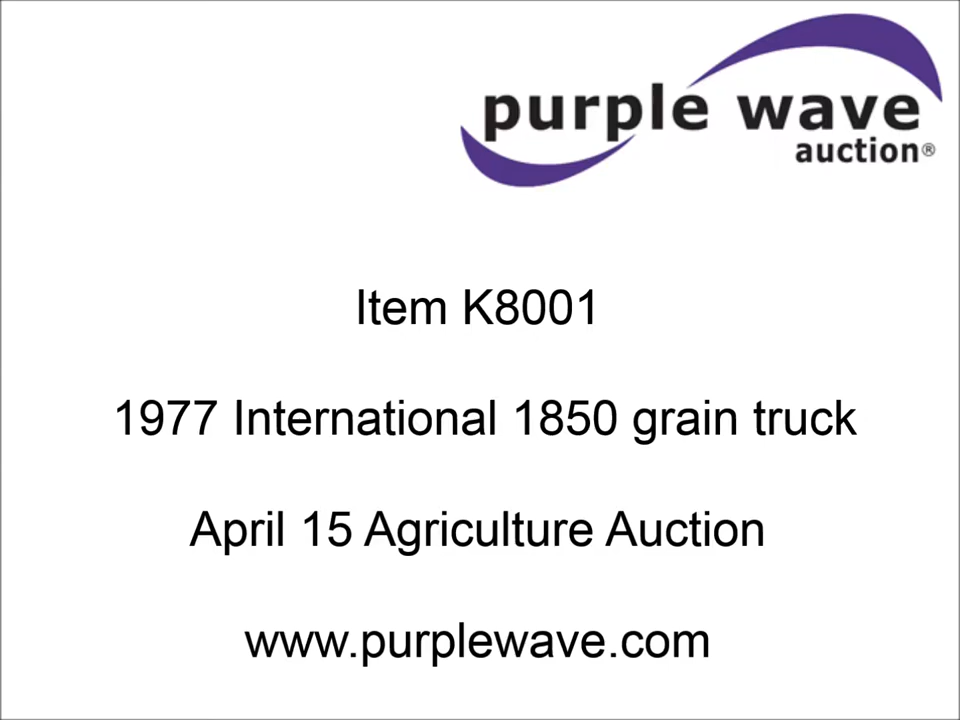 purple wave
auction®
Item K8001
1977 International 1850 grain truck
April 15 Agriculture Auction
www.purplewave.com